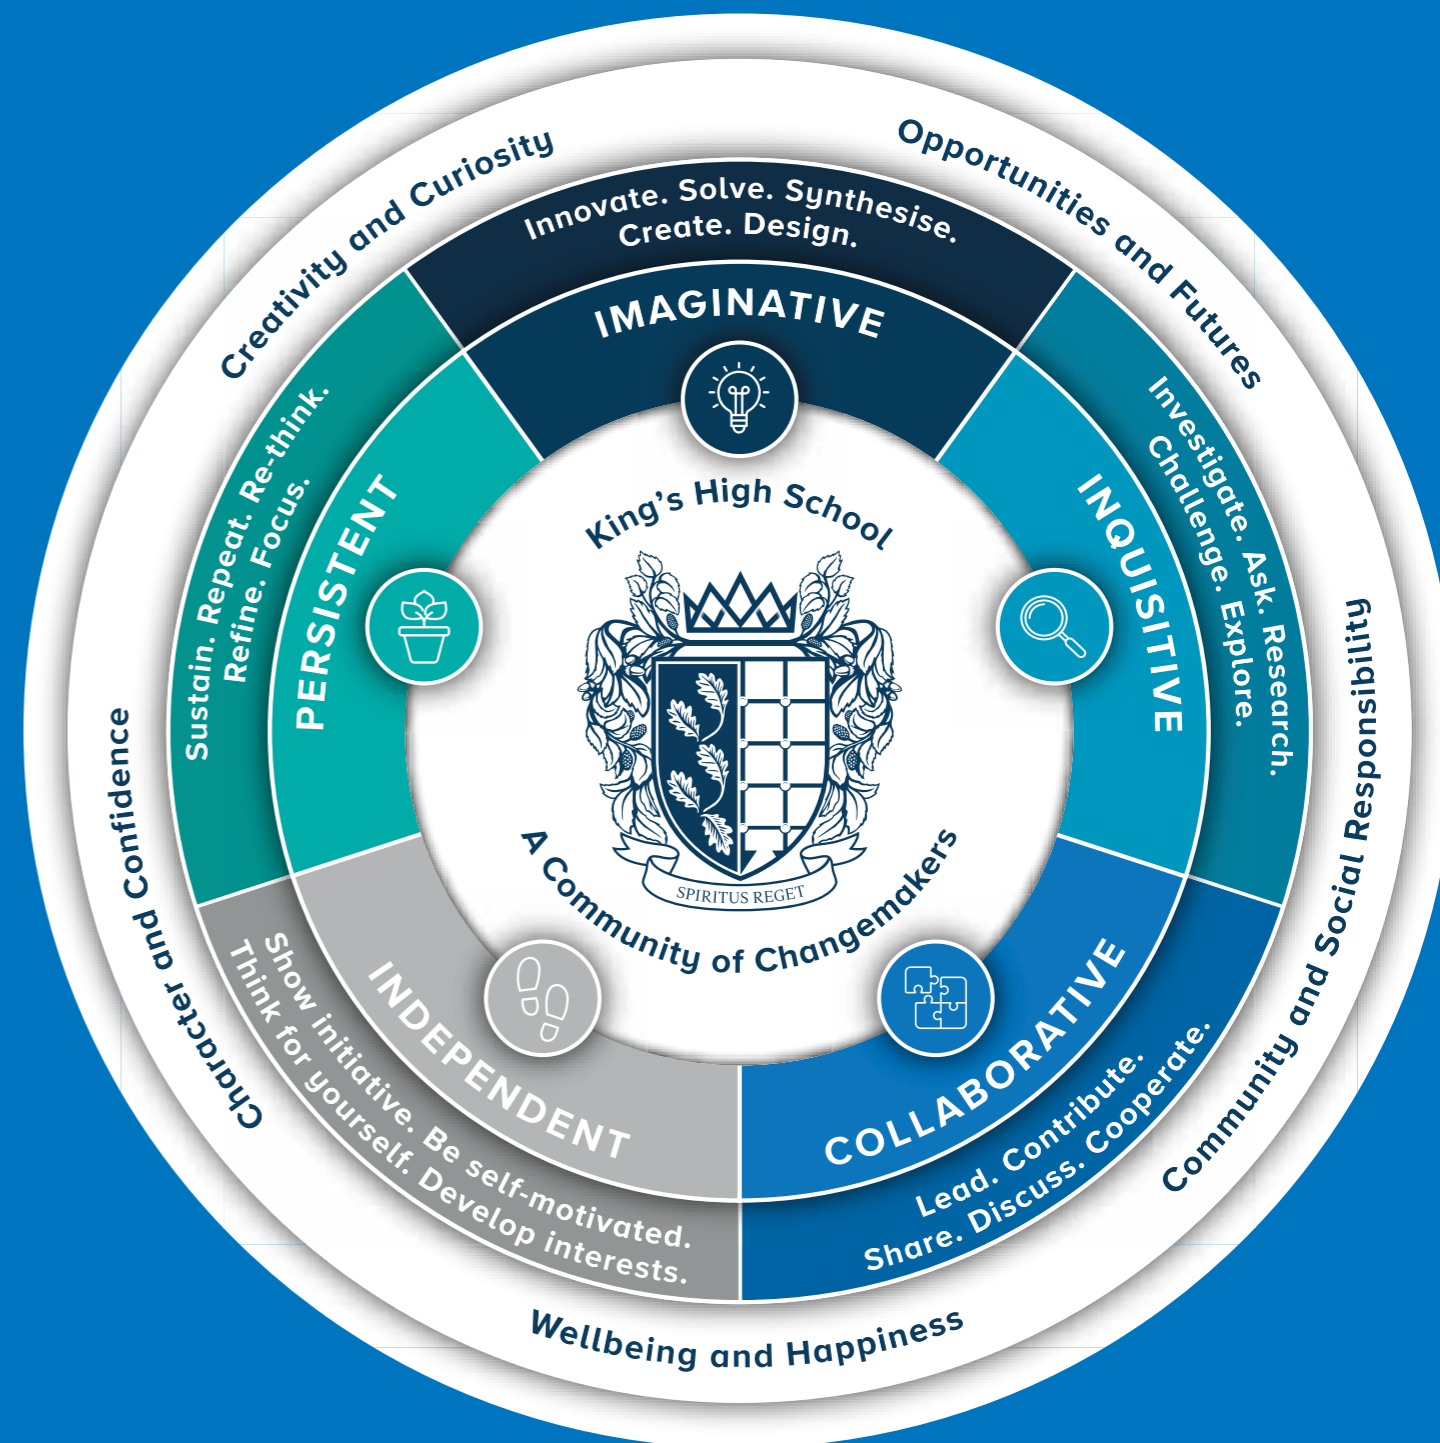 Creativity and Curiosity
Opportunities and Futures
Community and Social Responsibility
Wellbeing and Happiness
Character and Confidence
Innovate. Solve. Synthesise.
Create. Design.
IMAGINATIVE
Investigate. Ask. Research.
Challenge. Explore.
INQUISITIVE
COLLABORATIVE
Lead. Contribute.
Share. Discuss. Cooperate.
INDEPENDENT
Show initiative. Be self-motivated.
Think for yourself. Develop interests.
Sustain. Repeat. Re-think.
Refine. Focus.
PERSISTENT
King's High School
SPIRITUS REGET
A Community of Changemakers